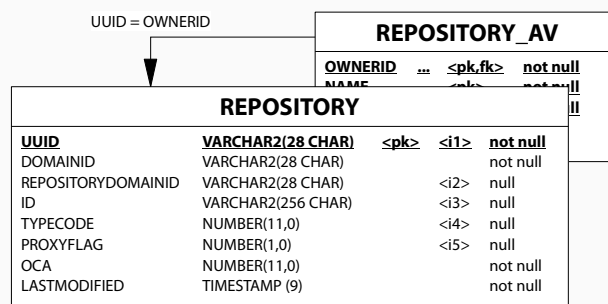 UUID = OWNERID
REPOSITORY_AV
OWNERID ... <pk,fk> not null
REPOSITORY
UUID VARCHAR2(28 CHAR) <pk> <i1> not null
DOMAINID VARCHAR2(28 CHAR) not null
REPOSITORYDOMAINID VARCHAR2(28 CHAR) <i2> null
ID VARCHAR2(256 CHAR) <i3> null
TYPECODE NUMBER(11,0) <i4> null
PROXYFLAG NUMBER(1,0) <i5> null
OCA NUMBER(11,0) not null
LASTMODIFIED TIMESTAMP (9) not null